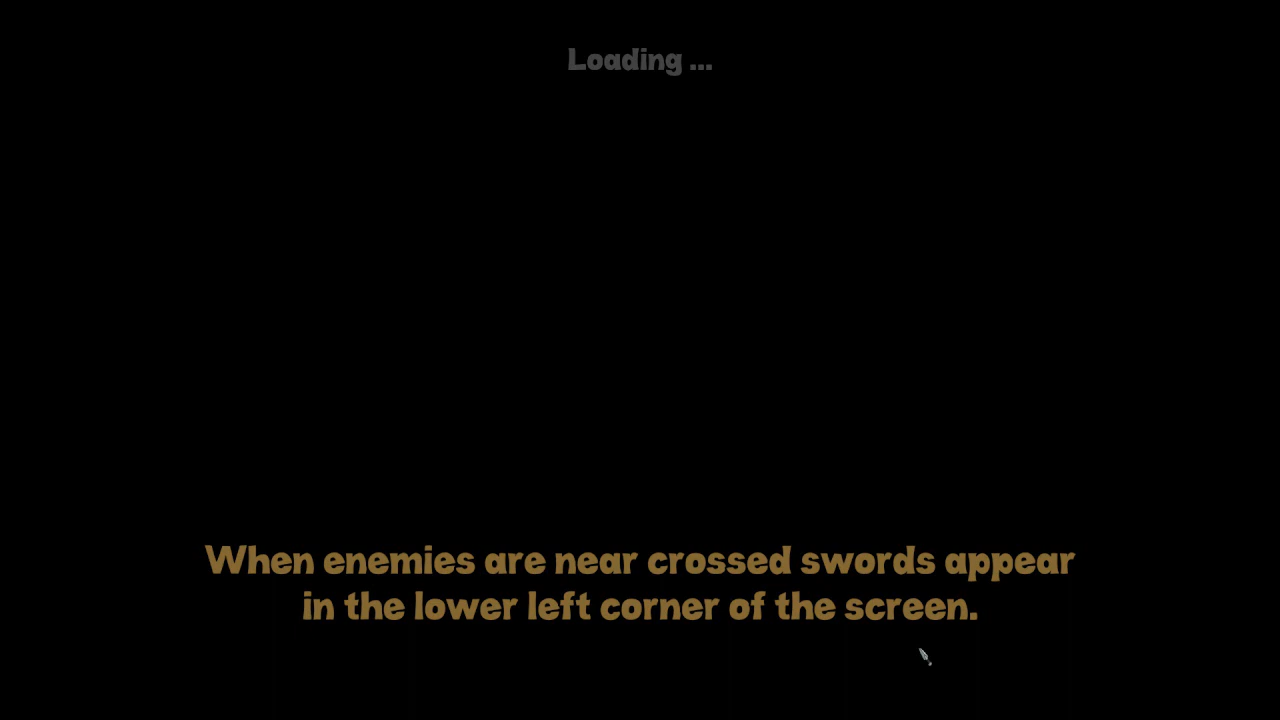 Loading ...
When enemies are near crossed swords appear
in the lower left corner of the screen.